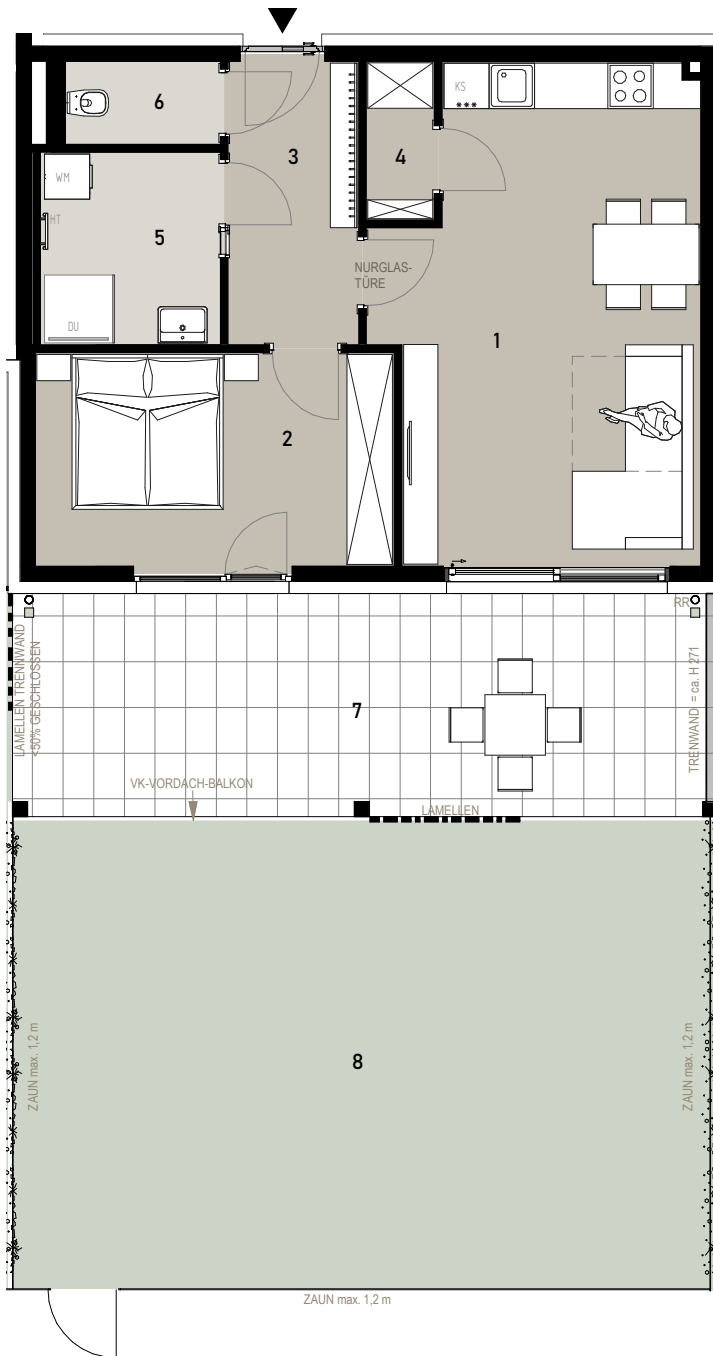 6
3
4
KS
WM
HT
5
DU
NURGLAS-
TÜRE
1
2
RR
LAMELLEN TRENNWAND
<50% GESCHLOSSEN
7
TRENWAND = ca. H 271
VK-VORDACH-BALKON
LAMELLEN
8
ZAUN max. 1,2 m
ZAUN max. 1,2 m
ZAUN max. 1,2 m